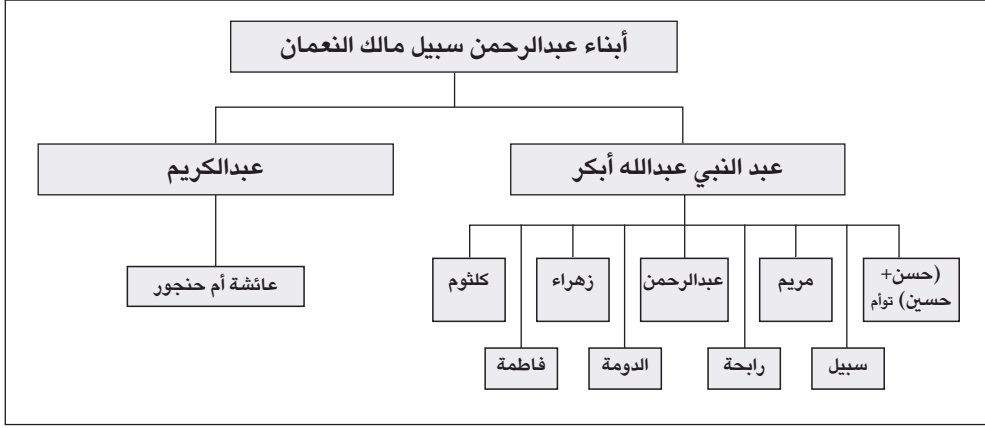 أبناء عبدالرحمن سبيل مالك النعمان
عبد النبي عبدالله أبكر
عبدالكريم
(حسن+
حسين) توأم
مريم
عبدالرحمن
زهراء
كلثوم
عائشة أم حنجور
سبيل
رابحة
الدومة
فاطمة